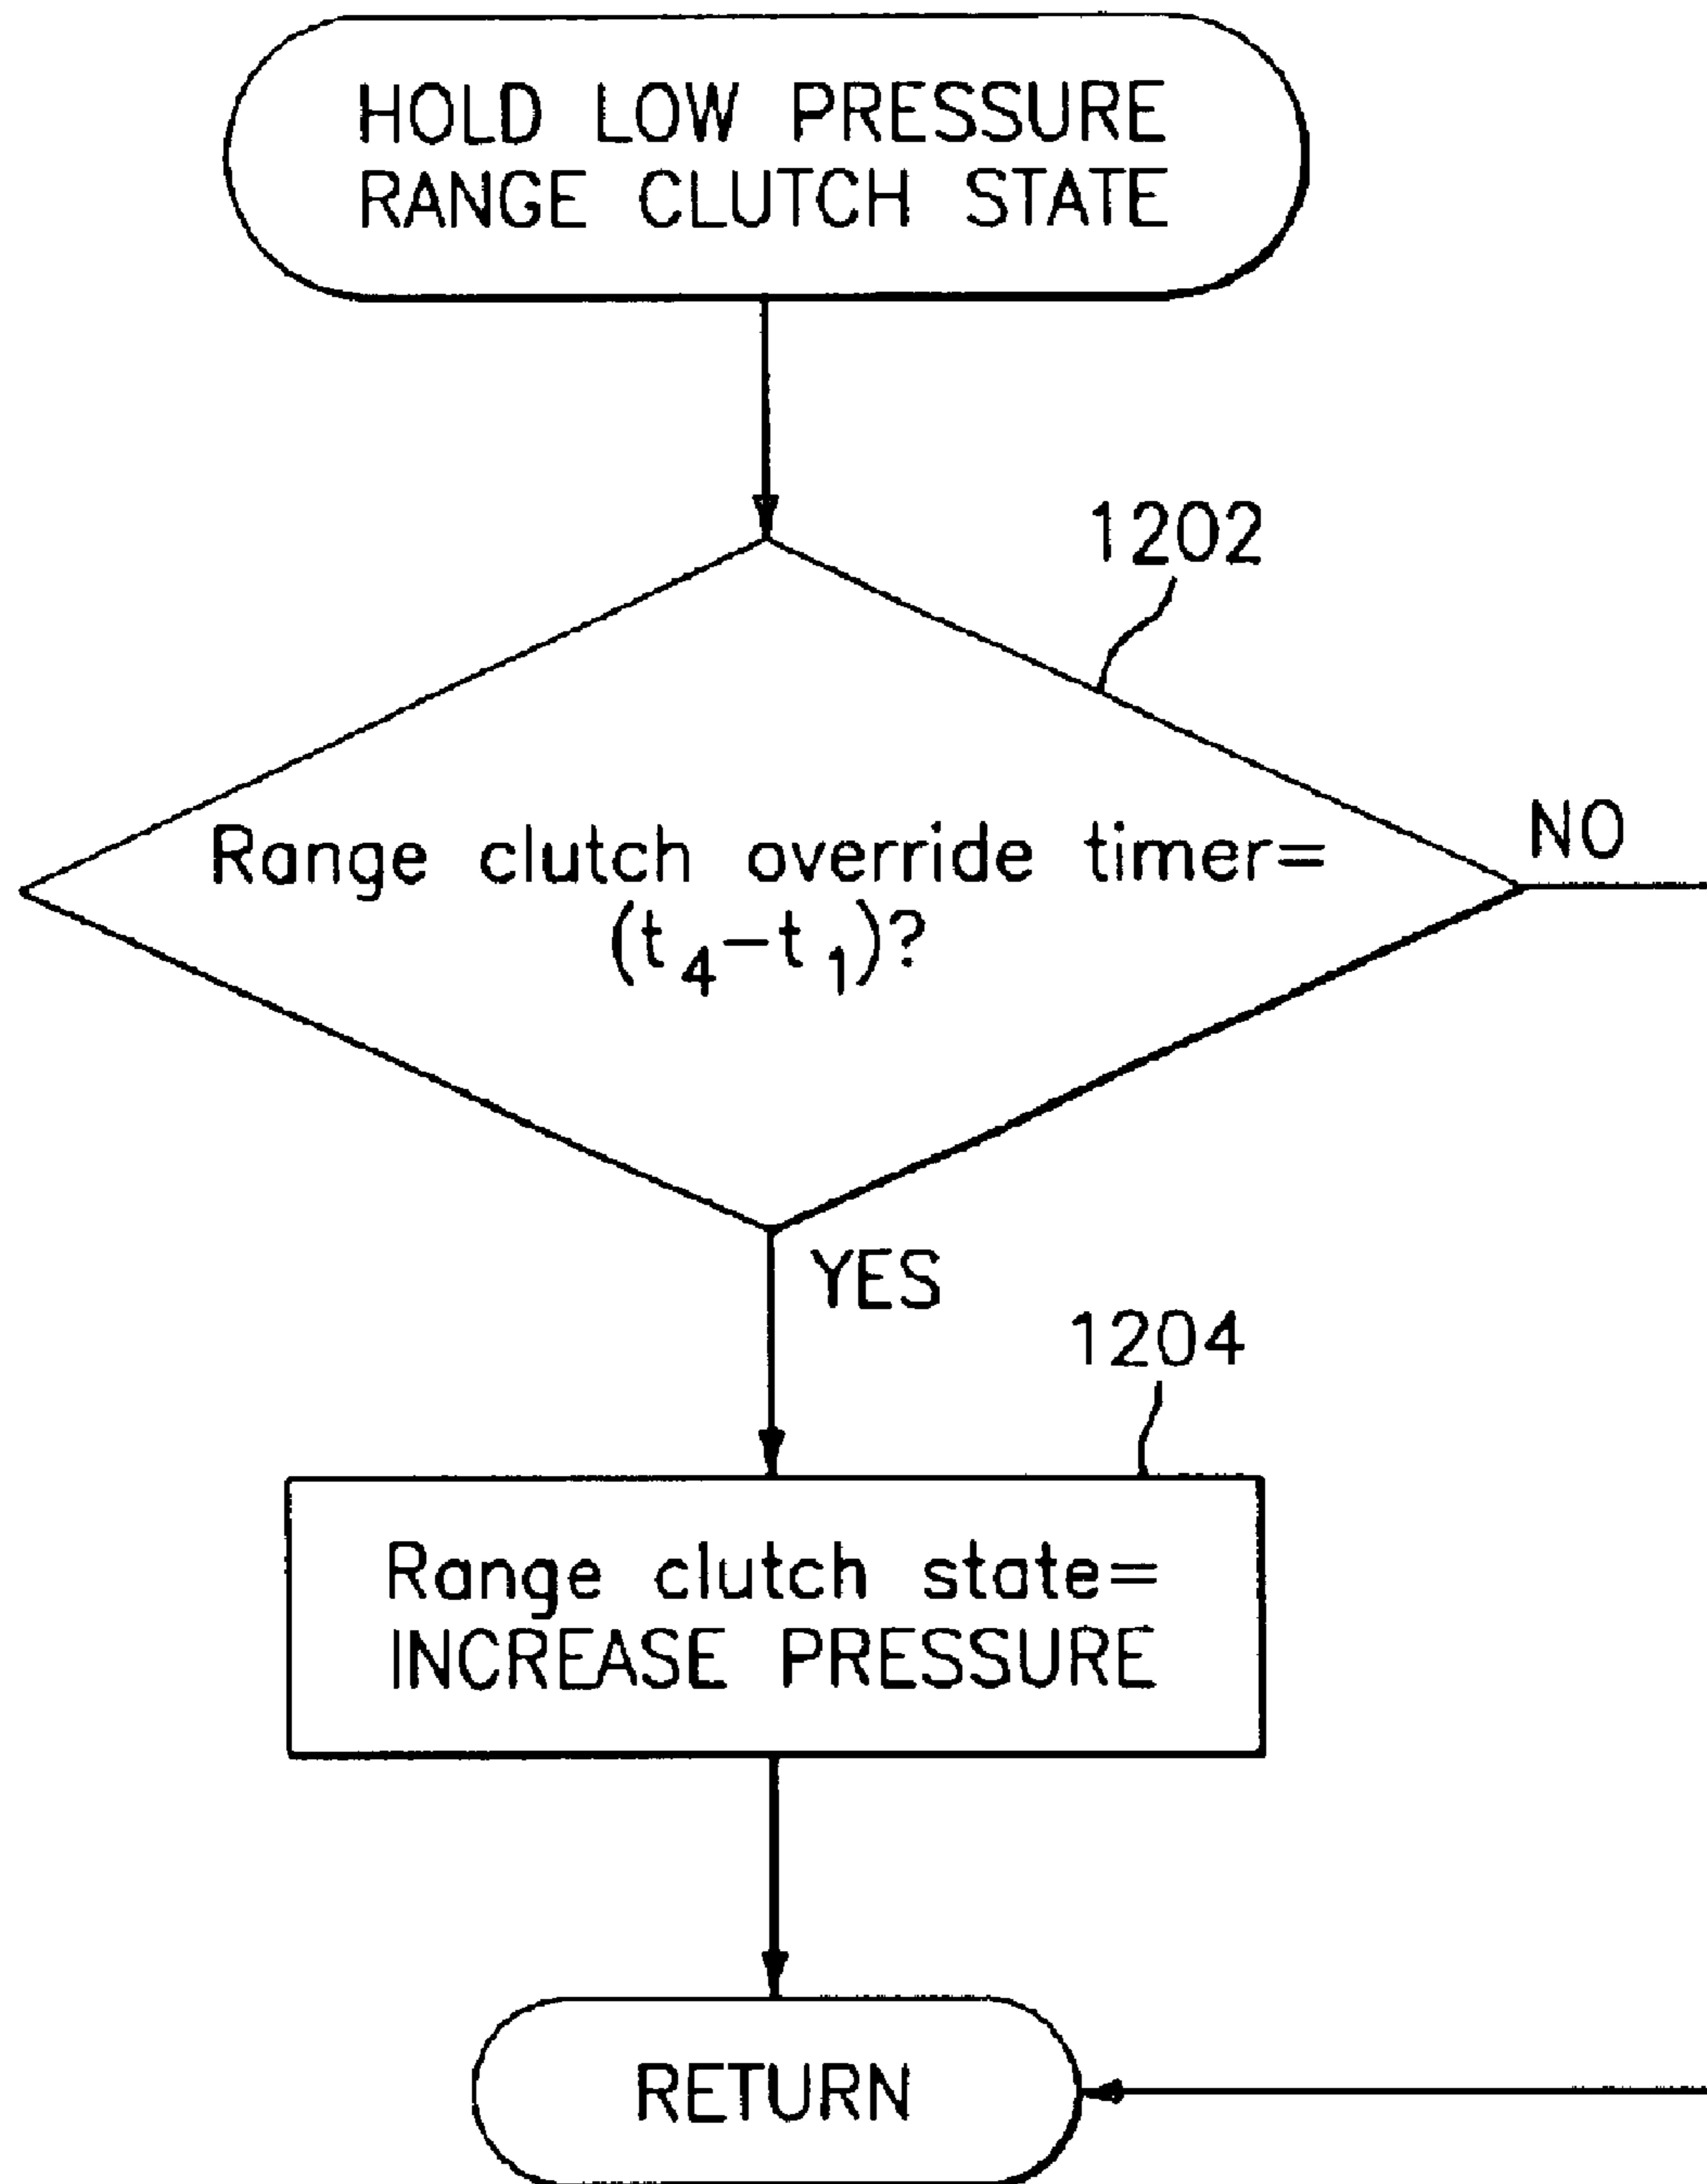 HOLD LOW PRESSURE
RANGE CLUTCH STATE
1202
Range clutch override timer=
(t₄-t₁)?
NO
YES
1204
Range clutch state=
INCREASE PRESSURE
RETURN